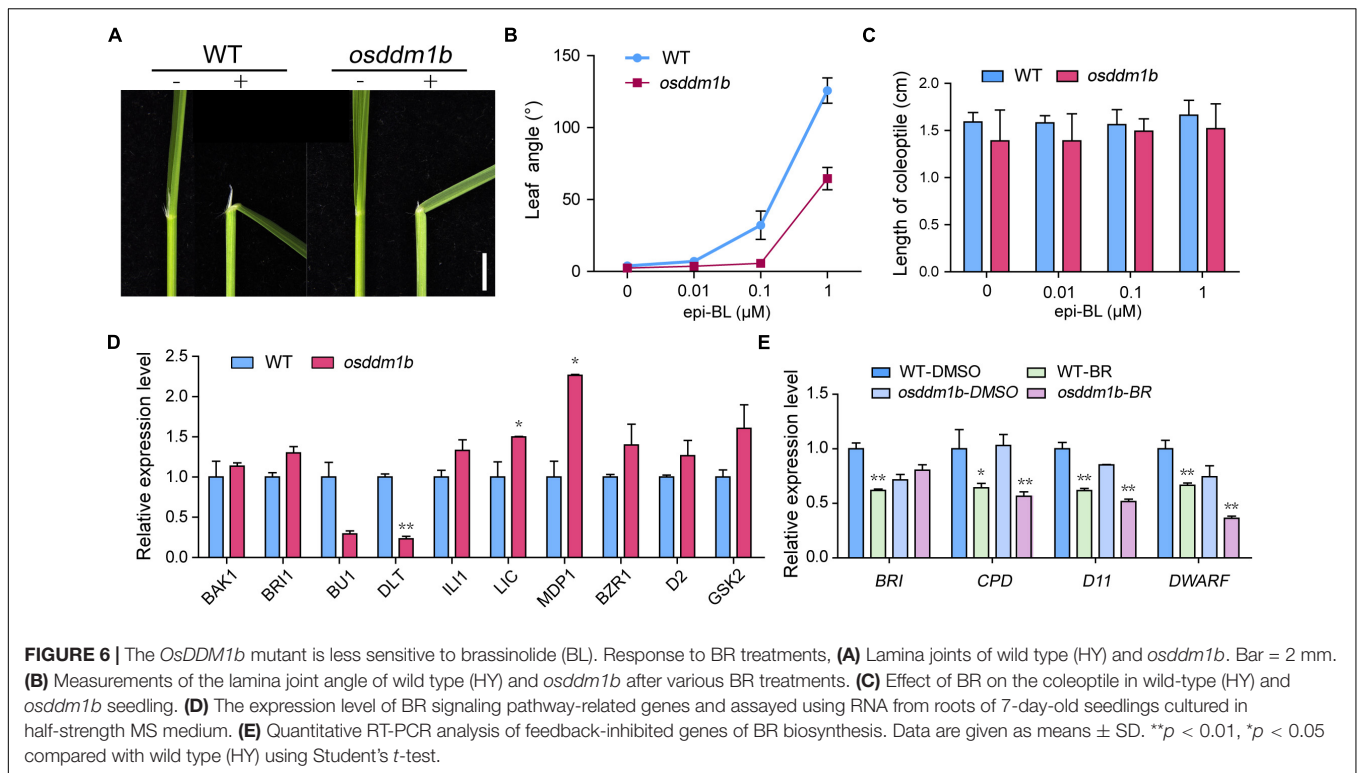 A
WT
osddm1b
- + - +
B
WT
osddm1b
150
100
50
0
Leaf angle (°)
0 0.01 0.1 1
epi-BL (µM)
C
WT osddm1b
2.0
1.5
1.0
0.5
0.0
Length of coleoptile (cm)
0 0.01 0.1 1
epi-BL (µM)
D
WT osddm1b
2.5
2.0
1.5
1.0
0.5
0.0
Relative expression level
** * *
BAK1 BRI1 BU1 DLT ILI1 LIC MDP1 BZR1 D2 GSK2
E
WT-DMSO WT-BR
osddm1b-DMSO osddm1b-BR
1.5
1.0
0.5
0.0
Relative expression level
** * ** ** ** ** **
BRI CPD D11 DWARF
FIGURE 6 | The OsDDM1b mutant is less sensitive to brassinolide (BL). Response to BR treatments, (A) Lamina joints of wild type (HY) and osddm1b. Bar = 2 mm.
(B) Measurements of the lamina joint angle of wild type (HY) and osddm1b after various BR treatments. (C) Effect of BR on the coleoptile in wild-type (HY) and
osddm1b seedling. (D) The expression level of BR signaling pathway-related genes and assayed using RNA from roots of 7-day-old seedlings cultured in
half-strength MS medium. (E) Quantitative RT-PCR analysis of feedback-inhibited genes of BR biosynthesis. Data are given as means ± SD. **p < 0.01, *p < 0.05
compared with wild type (HY) using Student's t-test.